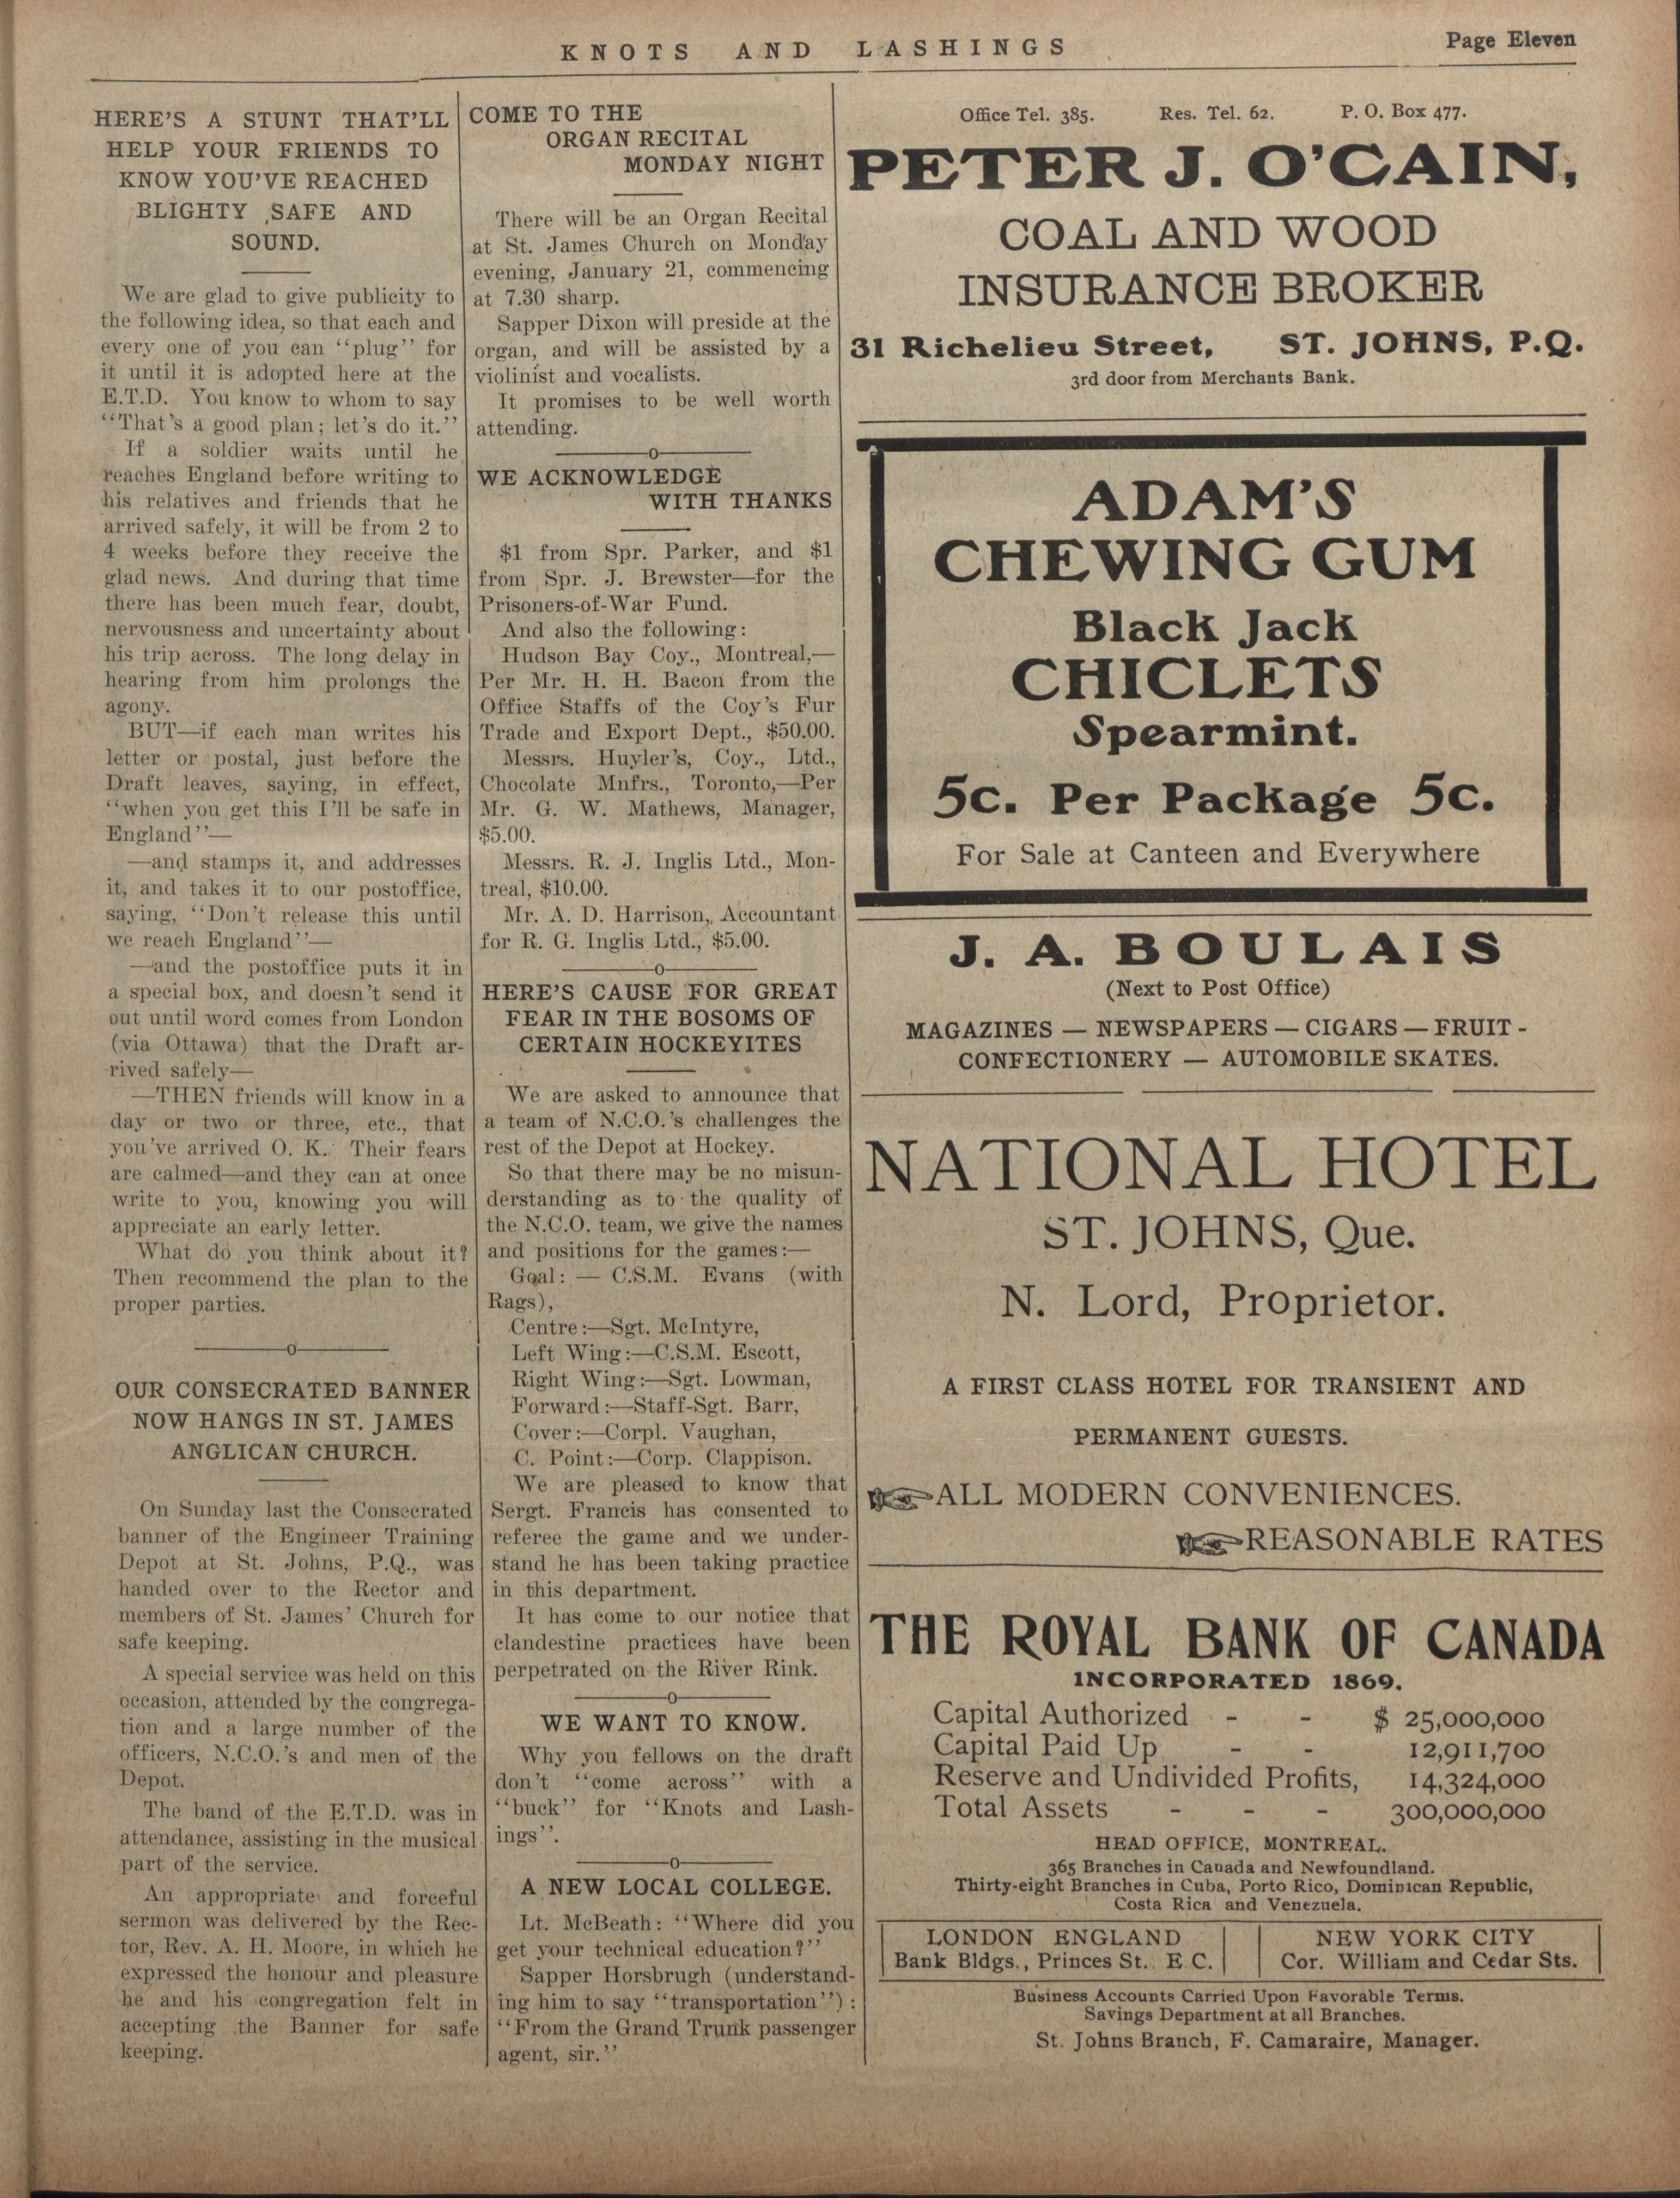 KNOTS AND LASHINGS
Page Eleven
HERE'S A STUNT THAT'LL
HELP YOUR FRIENDS TO
KNOW YOU'VE REACHED
BLIGHTY SAFE AND
SOUND.
We are glad to give publicity to
the following idea, so that each and
every one of you can "plug" for
it until it is adopted here at the
E.T.D. You know to whom to say
"That's a good plan; let's do it."
If a soldier waits until he
reaches England before writing to
his relatives and friends that he
arrived safely, it will be from 2 to
4 weeks before they receive the
glad news. And during that time
there has been much fear, doubt,
nervousness and uncertainty about
his trip across. The long delay in
hearing from him prolongs the
agony.
BUT—if each man writes his
letter or postal, just before the
Draft leaves, saying, in effect,
"when you get this I'll be safe in
England"—
—and stamps it, and addresses
it, and takes it to our postoffice,
saying, "Don't release this until
we reach England"—
—and the postoffice puts it in
a special box, and doesn't send it
out until word comes from London
(via Ottawa) that the Draft ar-
rived safely—
—THEN friends will know in a
day or two or three, etc., that
you've arrived O. K. Their fears
are calmed—and they can at once
write to you, knowing you will
appreciate an early letter.
What do you think about it?
Then recommend the plan to the
proper parties.
OUR CONSECRATED BANNER
NOW HANGS IN ST. JAMES
ANGLICAN CHURCH.
On Sunday last the Consecrated
banner of the Engineer Training
Depot at St. Johns, P.Q., was
handed over to the Rector and
members of St. James' Church for
safe keeping.
A special service was held on this
occasion, attended by the congrega-
tion and a large number of the
officers, N.C.O.'s and men of the
Depot.
The band of the E.T.D. was in
attendance, assisting in the musical
part of the service.
An appropriate and forceful
sermon was delivered by the Rec-
tor, Rev. A. H. Moore, in which he
expressed the honour and pleasure
he and his congregation felt in
accepting the Banner for safe
keeping.
COME TO THE
ORGAN RECITAL
MONDAY NIGHT
There will be an Organ Recital
at St. James Church on Monday
evening, January 21, commencing
at 7.30 sharp.
Sapper Dixon will preside at the
organ, and will be assisted by a
violinist and vocalists.
It promises to be well worth
attending.
WE ACKNOWLEDGE
WITH THANKS
$1 from Spr. Parker, and $1
from Spr. J. Brewster—for the
Prisoners-of-War Fund.
And also the following:
Hudson Bay Coy., Montreal,—
Per Mr. H. H. Bacon from the
Office Staffs of the Coy's Fur
Trade and Export Dept., $50.00.
Messrs. Huyler's, Coy., Ltd.,
Chocolate Mnfrs., Toronto,—Per
Mr. G. W. Mathews, Manager,
$5.00.
Messrs. R. J. Inglis Ltd., Mon-
treal, $10.00.
Mr. A. D. Harrison, Accountant
for R. G. Inglis Ltd., $5.00.
HERE'S CAUSE FOR GREAT
FEAR IN THE BOSOMS OF
CERTAIN HOCKEYITES
We are asked to announce that
a team of N.C.O.'s challenges the
rest of the Depot at Hockey.
So that there may be no misun-
derstanding as to the quality of
the N.C.O. team, we give the names
and positions for the games:—
Goal: — C.S.M. Evans (with
Rags),
Centre:—Sgt. McIntyre,
Left Wing:—C.S.M. Escott,
Right Wing:—Sgt. Lowman,
Forward:—Staff-Sgt. Barr,
Cover:—Corpl. Vaughan,
C. Point:—Corp. Clappison.
We are pleased to know that
Sergt. Francis has consented to
referee the game and we under-
stand he has been taking practice
in this department.
It has come to our notice that
clandestine practices have been
perpetrated on the River Rink.
WE WANT TO KNOW.
Why you fellows on the draft
don't "come across" with a
"buck" for "Knots and Lash-
ings".
A NEW LOCAL COLLEGE.
Lt. McBeath: "Where did you
get your technical education?"
Sapper Horsbrugh (understand-
ing him to say "transportation"):
"From the Grand Trunk passenger
agent, sir."
Office Tel. 385. Res. Tel. 62. P. O. Box 477.
PETER J. O'CAIN,
COAL AND WOOD
INSURANCE BROKER
31 Richelieu Street, ST. JOHNS, P.Q.
3rd door from Merchants Bank.
ADAM'S
CHEWING GUM
Black Jack
CHICLETS
Spearmint.
5c. Per Package 5c.
For Sale at Canteen and Everywhere
J. A. BOULAIS
(Next to Post Office)
MAGAZINES — NEWSPAPERS — CIGARS — FRUIT -
CONFECTIONERY — AUTOMOBILE SKATES.
NATIONAL HOTEL
ST. JOHNS, Que.
N. Lord, Proprietor.
A FIRST CLASS HOTEL FOR TRANSIENT AND
PERMANENT GUESTS.
ALL MODERN CONVENIENCES.
REASONABLE RATES
THE ROYAL BANK OF CANADA
INCORPORATED 1869.
Capital Authorized - - $ 25,000,000
Capital Paid Up - - 12,911,700
Reserve and Undivided Profits, 14,324,000
Total Assets - - - 300,000,000
HEAD OFFICE, MONTREAL.
365 Branches in Canada and Newfoundland.
Thirty-eight Branches in Cuba, Porto Rico, Dominican Republic,
Costa Rica and Venezuela.
LONDON ENGLAND
Bank Bldgs., Princes St. E.C.
NEW YORK CITY
Cor. William and Cedar Sts.
Business Accounts Carried Upon Favorable Terms.
Savings Department at all Branches.
St. Johns Branch, F. Camaraire, Manager.